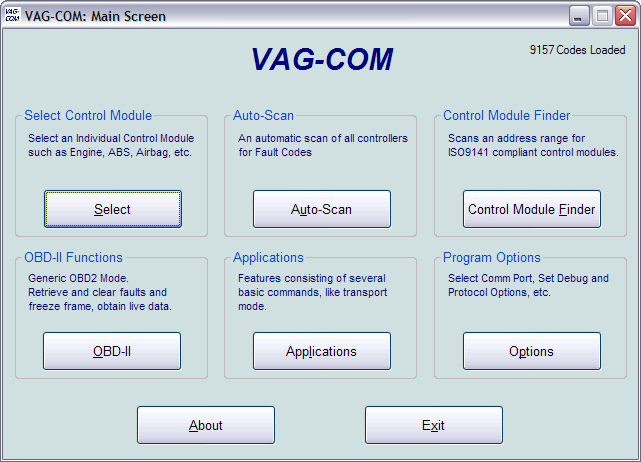 VAG-
COM
VAG-COM: Main Screen
VAG-COM
9157 Codes Loaded
Select Control Module
Select an Individual Control Module
such as Engine, ABS, Airbag, etc.
Select
Auto-Scan
An automatic scan of all controllers
for Fault Codes
Auto-Scan
Control Module Finder
Scans an address range for
ISO9141 compliant control modules.
Control Module Finder
OBD-II Functions
Generic OBD2 Mode.
Retrieve and clear faults and
freeze frame, obtain live data.
OBD-II
Applications
Features consisting of several
basic commands, like transport
mode.
Applications
Program Options
Select Comm Port, Set Debug and
Protocol Options, etc.
Options
About
Exit